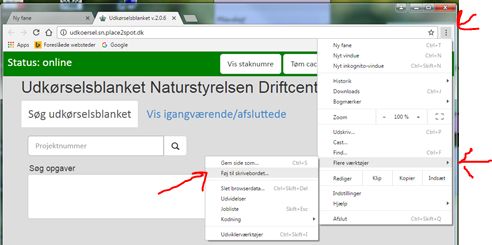 Ny fane
Udkørselsblanket v.2.0.6
udkoersel.sn.place2spot.dk
Apps
Foreslåede websteder
Google
Bing
Status: online
Vis staknumre
Tøm cac
Udkørselsblanket Naturstyrelsen Driftcent
Søg udkørselsblanket
Vis igangværende/afsluttede
Projektnummer
Søg opgaver
Ny fane Ctrl+T
Nyt vindue Ctrl+N
Nyt inkognito-vindue Ctrl+Skift+N
Historik
Downloads Ctrl+J
Bogmærker
Zoom - 100 % +
Udskriv... Ctrl+P
Cast...
Find... Ctrl+F
Flere værktøjer
Rediger Klip Kopier Indsæt
Indstillinger
Hjælp
Afslut Ctrl+Skift+Q
Gem side som... Ctrl+S
Føj til skrivebordet...
Slet browserdata... Ctrl+Skift+Del
Udvidelser
Jobliste Skift+Esc
Kodning
Udviklerværktøjer Ctrl+Skift+I